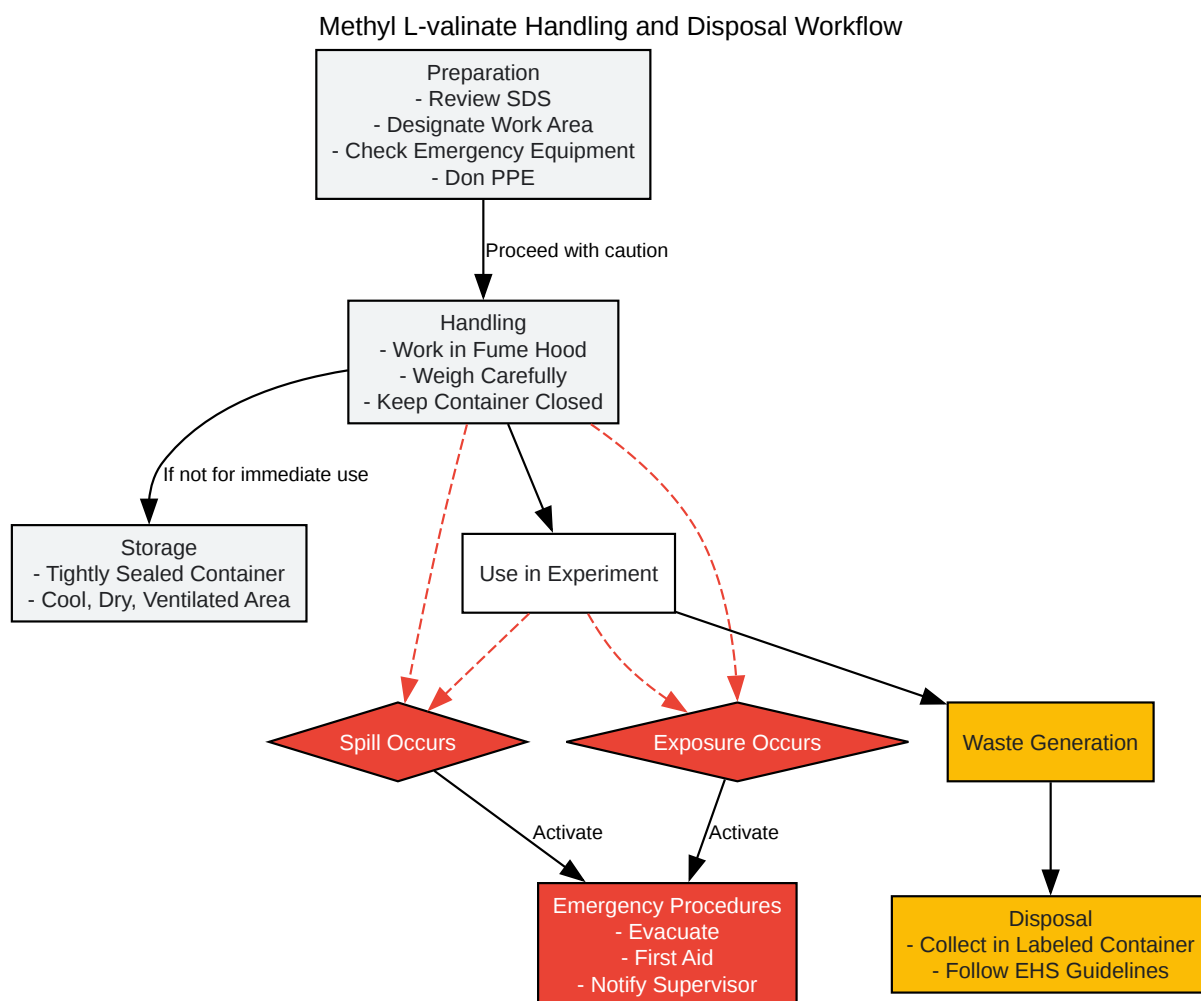 Methyl L-valinate Handling and Disposal Workflow
Preparation
- Review SDS
- Designate Work Area
- Check Emergency Equipment
- Don PPE
Proceed with caution
Handling
- Work in Fume Hood
- Weigh Carefully
- Keep Container Closed
If not for immediate use
Storage
- Tightly Sealed Container
- Cool, Dry, Ventilated Area
Use in Experiment
Spill Occurs
Exposure Occurs
Waste Generation
Activate
Activate
Emergency Procedures
- Evacuate
- First Aid
- Notify Supervisor
Disposal
- Collect in Labeled Container
- Follow EHS Guidelines